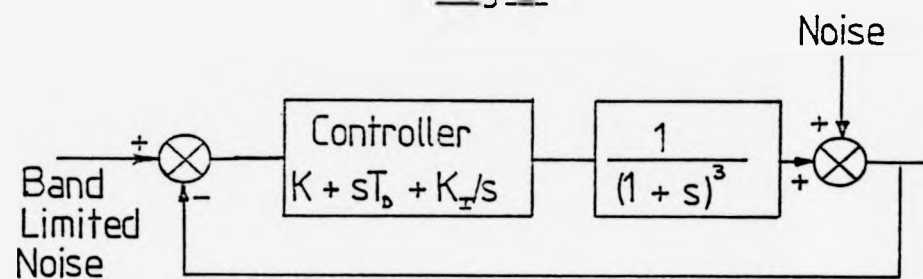 Noise
+
+
Controller
K + sT_D + K_I/s
1
(1 + s)^3
+
÷
-
Band
Limited
Noise